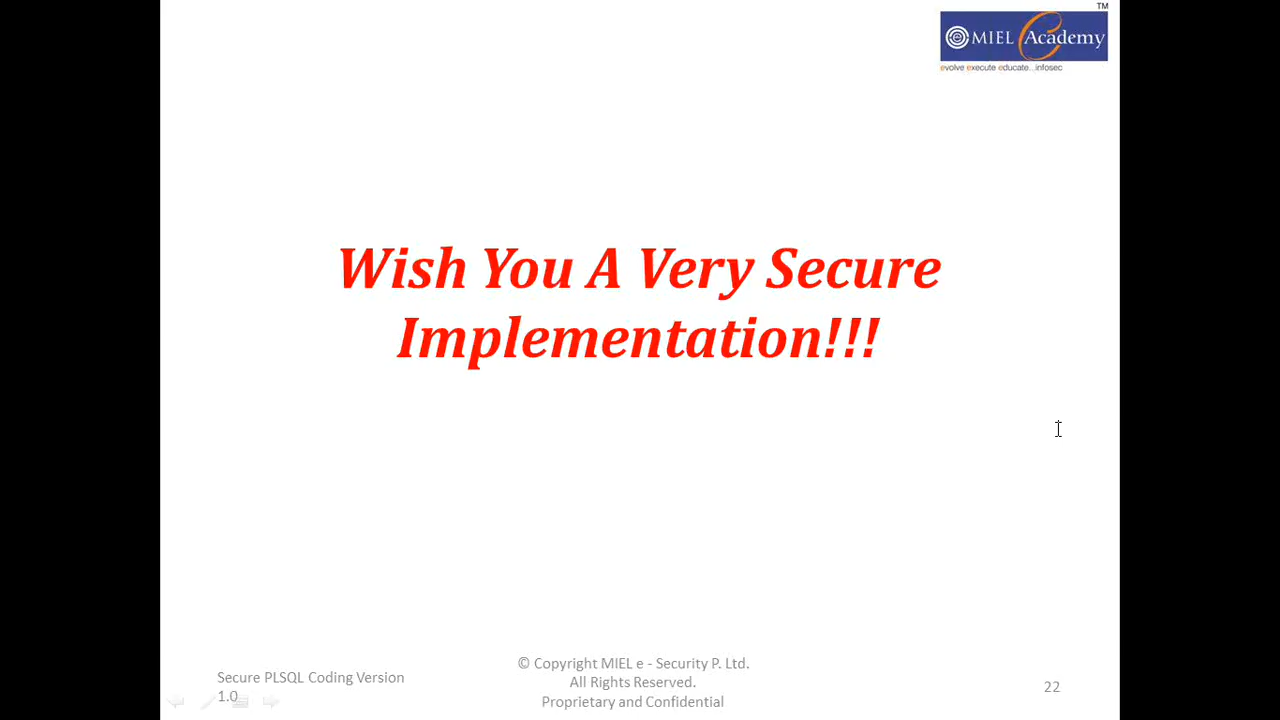 TM
MIEL Academy
evolve execute educate...infosec
Wish You A Very Secure
Implementation!!!
Secure PLSQL Coding Version
1.0
© Copyright MIEL e - Security P. Ltd.
All Rights Reserved.
Proprietary and Confidential
22